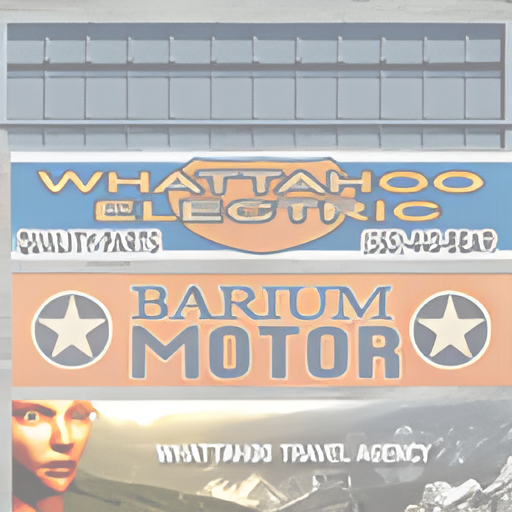 WHATTAHOO
ELECTRIC
BARIUM
MOTOR
WHATTAHOO TRAVEL AGENCY